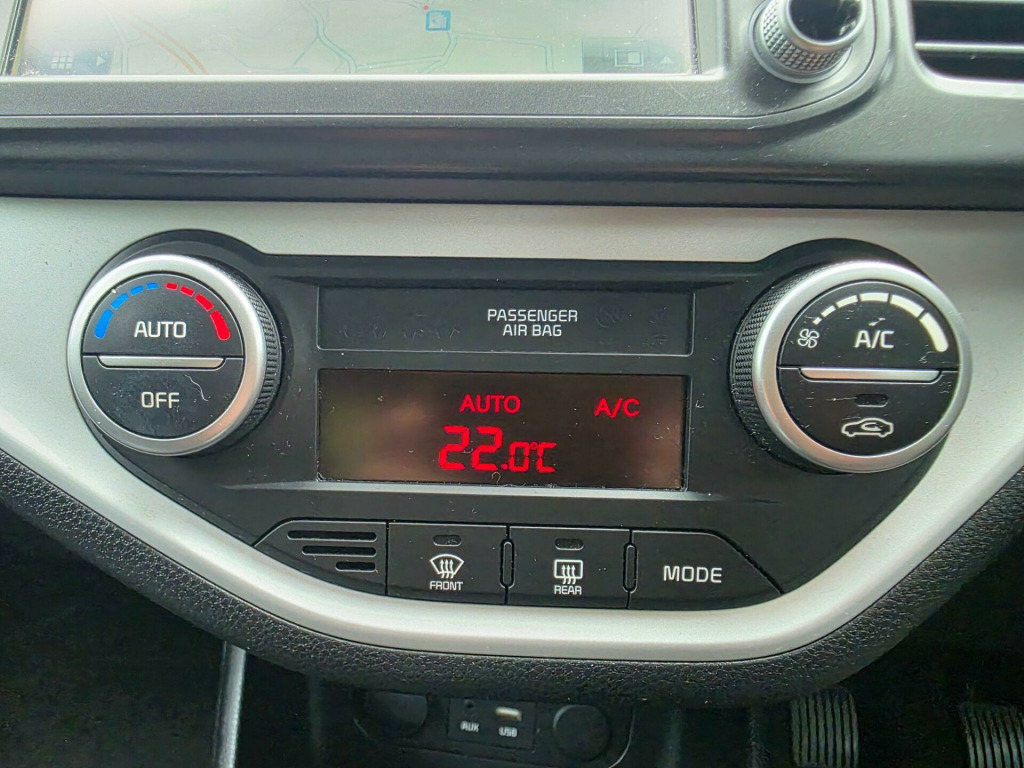 PASSENGER
AIR BAG
AUTO
OFF
A/C
AUTO A/C
22.0°C
FRONT
REAR
MODE
AUX
USB